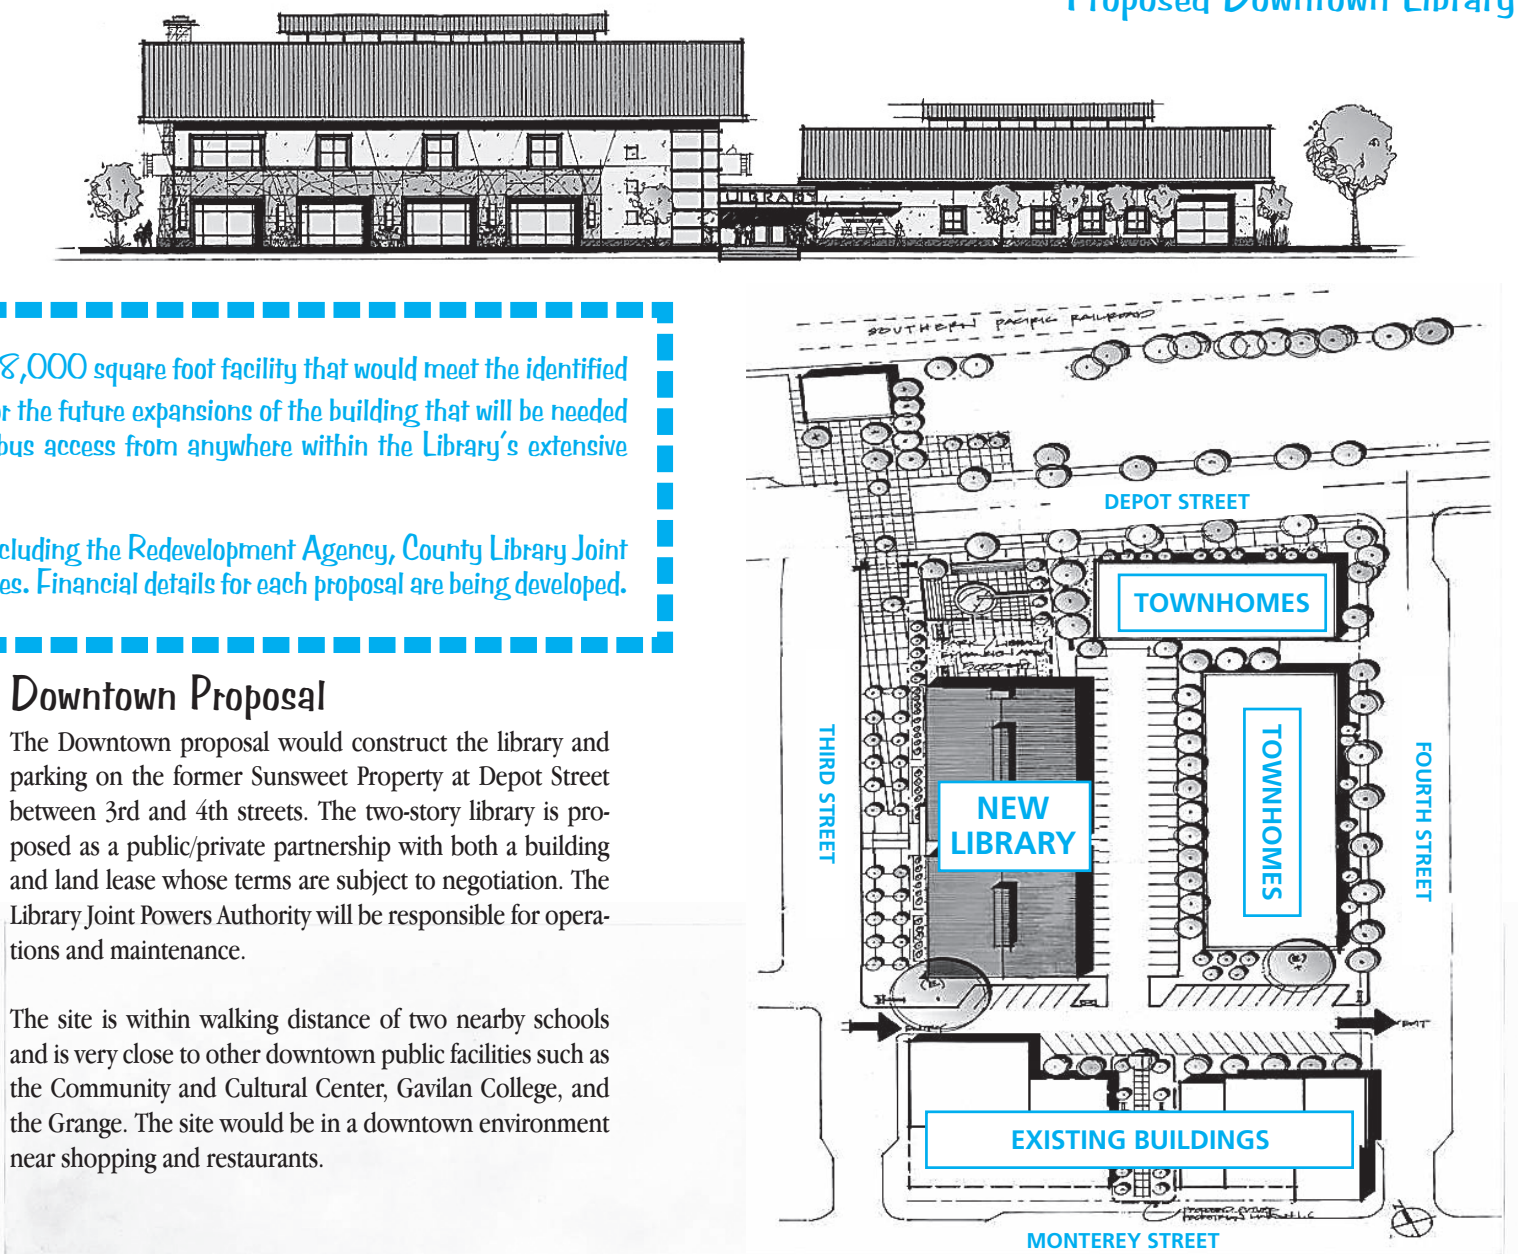 Proposed Downtown Library
LIBRARY
8,000 square foot facility that would meet the identified
or the future expansions of the building that will be needed
bus access from anywhere within the Library's extensive
cluding the Redevelopment Agency, County Library Joint
es. Financial details for each proposal are being developed.
Downtown Proposal
The Downtown proposal would construct the library and
parking on the former Sunsweet Property at Depot Street
between 3rd and 4th streets. The two-story library is pro-
posed as a public/private partnership with both a building
and land lease whose terms are subject to negotiation. The
Library Joint Powers Authority will be responsible for opera-
tions and maintenance.
The site is within walking distance of two nearby schools
and is very close to other downtown public facilities such as
the Community and Cultural Center, Gavilan College, and
the Grange. The site would be in a downtown environment
near shopping and restaurants.
SOUTHERN PACIFIC RAILROAD
DEPOT STREET
TOWNHOMES
THIRD STREET
NEW
LIBRARY
TOWNHOMES
FOURTH STREET
(E)
(E)
ENTRY
EXIT
EXISTING BUILDINGS
MONTEREY STREET